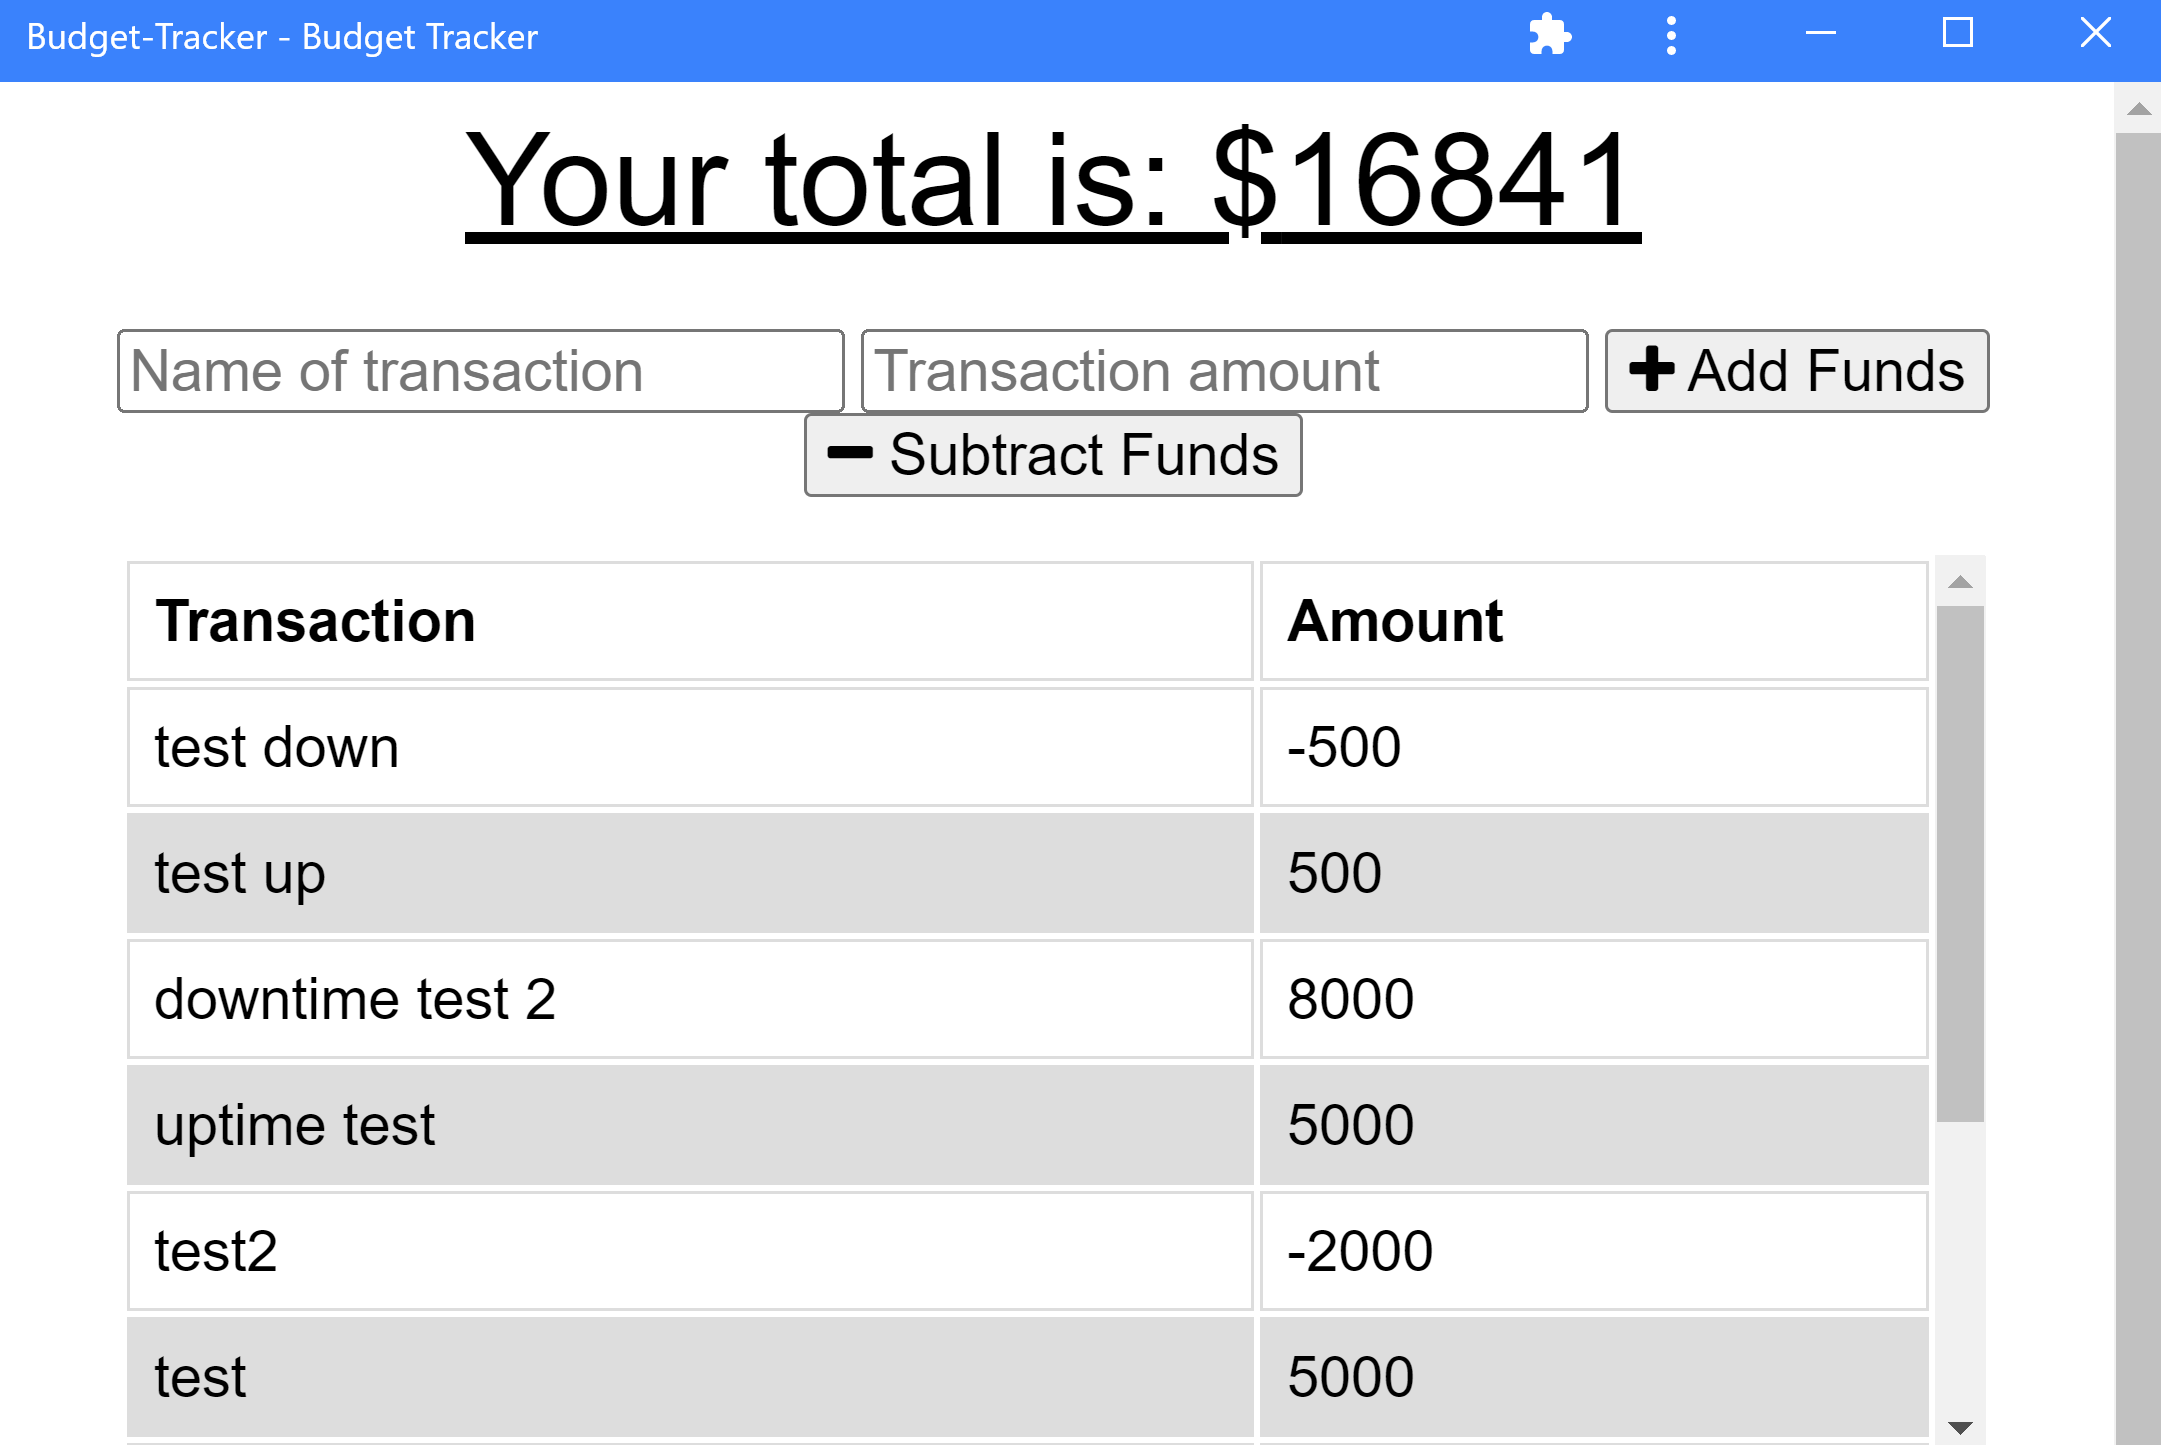 Budget-Tracker - Budget Tracker
Your total is: $16841
Name of transaction Transaction amount Add Funds
Subtract Funds
Transaction Amount
test down -500
test up 500
downtime test 2 8000
uptime test 5000
test2 -2000
test 5000